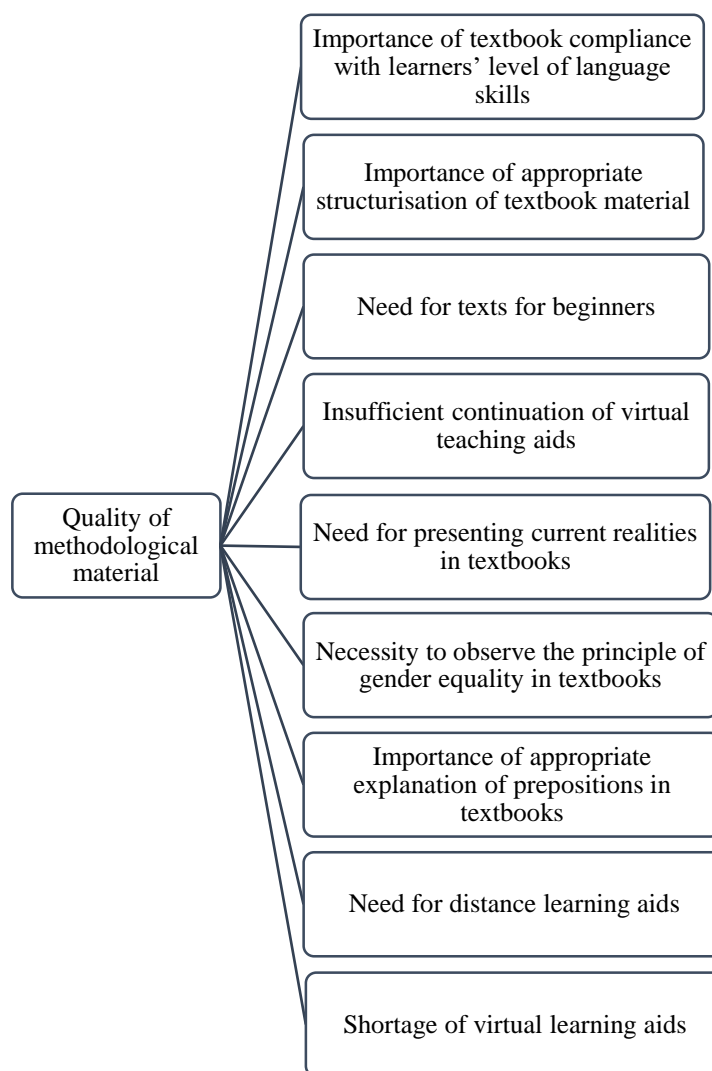 Importance of textbook compliance
with learners’ level of language
skills
Importance of appropriate
structurisation of textbook material
Need for texts for beginners
Insufficient continuation of virtual
teaching aids
Quality of
methodological
material
Need for presenting current realities
in textbooks
Necessity to observe the principle of
gender equality in textbooks
Importance of appropriate
explanation of prepositions in
textbooks
Need for distance learning aids
Shortage of virtual learning aids